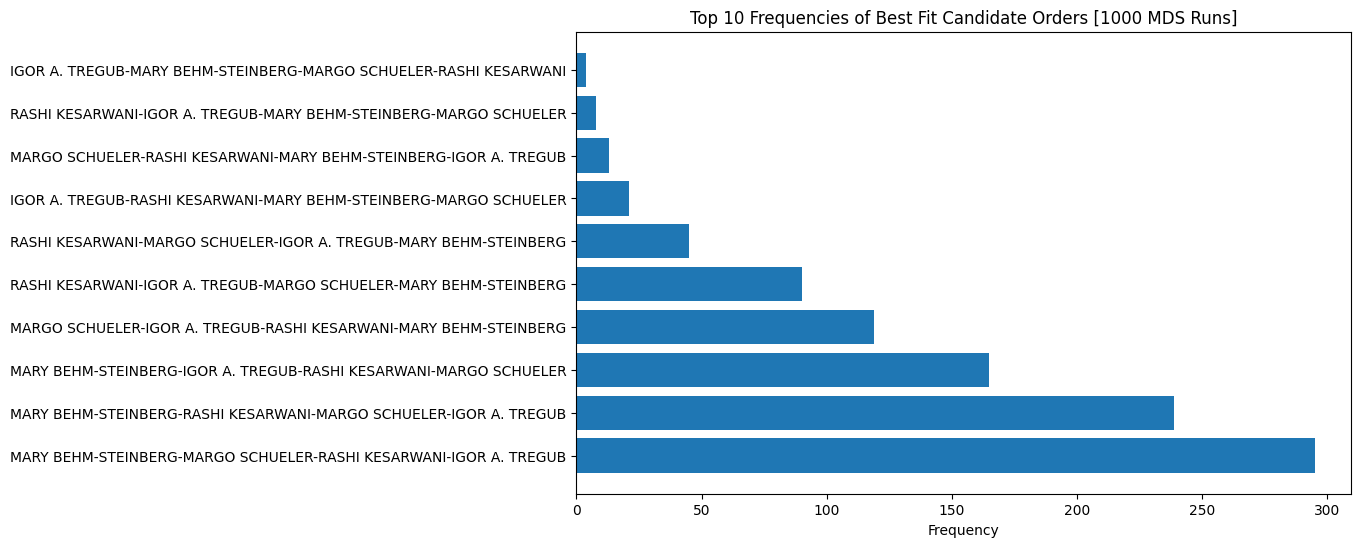 Top 10 Frequencies of Best Fit Candidate Orders [1000 MDS Runs]
IGOR A. TREGUB-MARY BEHM-STEINBERG-MARGO SCHUELER-RASHI KESARWANI
RASHI KESARWANI-IGOR A. TREGUB-MARY BEHM-STEINBERG-MARGO SCHUELER
MARGO SCHUELER-RASHI KESARWANI-MARY BEHM-STEINBERG-IGOR A. TREGUB
IGOR A. TREGUB-RASHI KESARWANI-MARY BEHM-STEINBERG-MARGO SCHUELER
RASHI KESARWANI-MARGO SCHUELER-IGOR A. TREGUB-MARY BEHM-STEINBERG
RASHI KESARWANI-IGOR A. TREGUB-MARGO SCHUELER-MARY BEHM-STEINBERG
MARGO SCHUELER-IGOR A. TREGUB-RASHI KESARWANI-MARY BEHM-STEINBERG
MARY BEHM-STEINBERG-IGOR A. TREGUB-RASHI KESARWANI-MARGO SCHUELER
MARY BEHM-STEINBERG-RASHI KESARWANI-MARGO SCHUELER-IGOR A. TREGUB
MARY BEHM-STEINBERG-MARGO SCHUELER-RASHI KESARWANI-IGOR A. TREGUB
0 50 100 150 200 250 300
Frequency